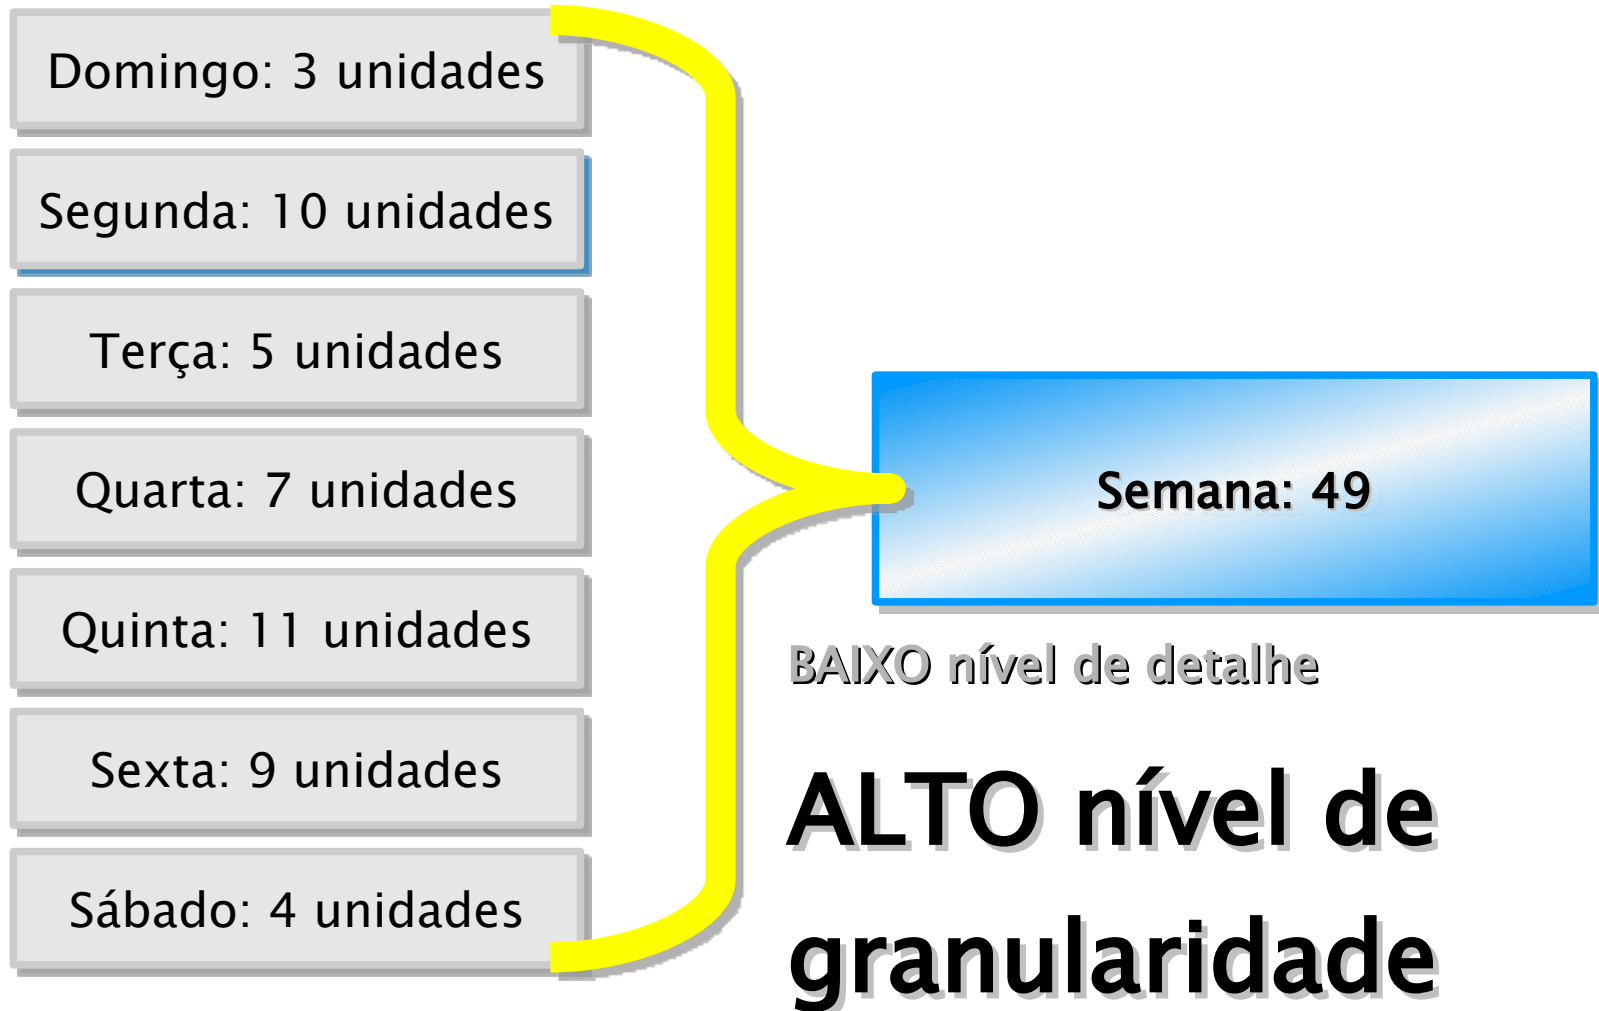 Domingo: 3 unidades
Segunda: 10 unidades
Terça: 5 unidades
Quarta: 7 unidades
Quinta: 11 unidades
Sexta: 9 unidades
Sábado: 4 unidades
Semana: 49
BAIXO nível de detalhe
ALTO nível de
granularidade